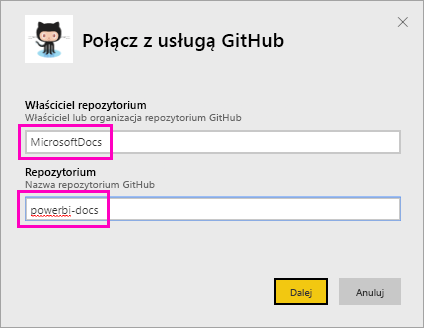 Połącz z usługą GitHub
Właściciel repozytorium
Właściciel lub organizacja repozytorium GitHub
MicrosoftDocs
Repozytorium
Nazwa repozytorium GitHub
powerbi-docs
Dalej
Anuluj